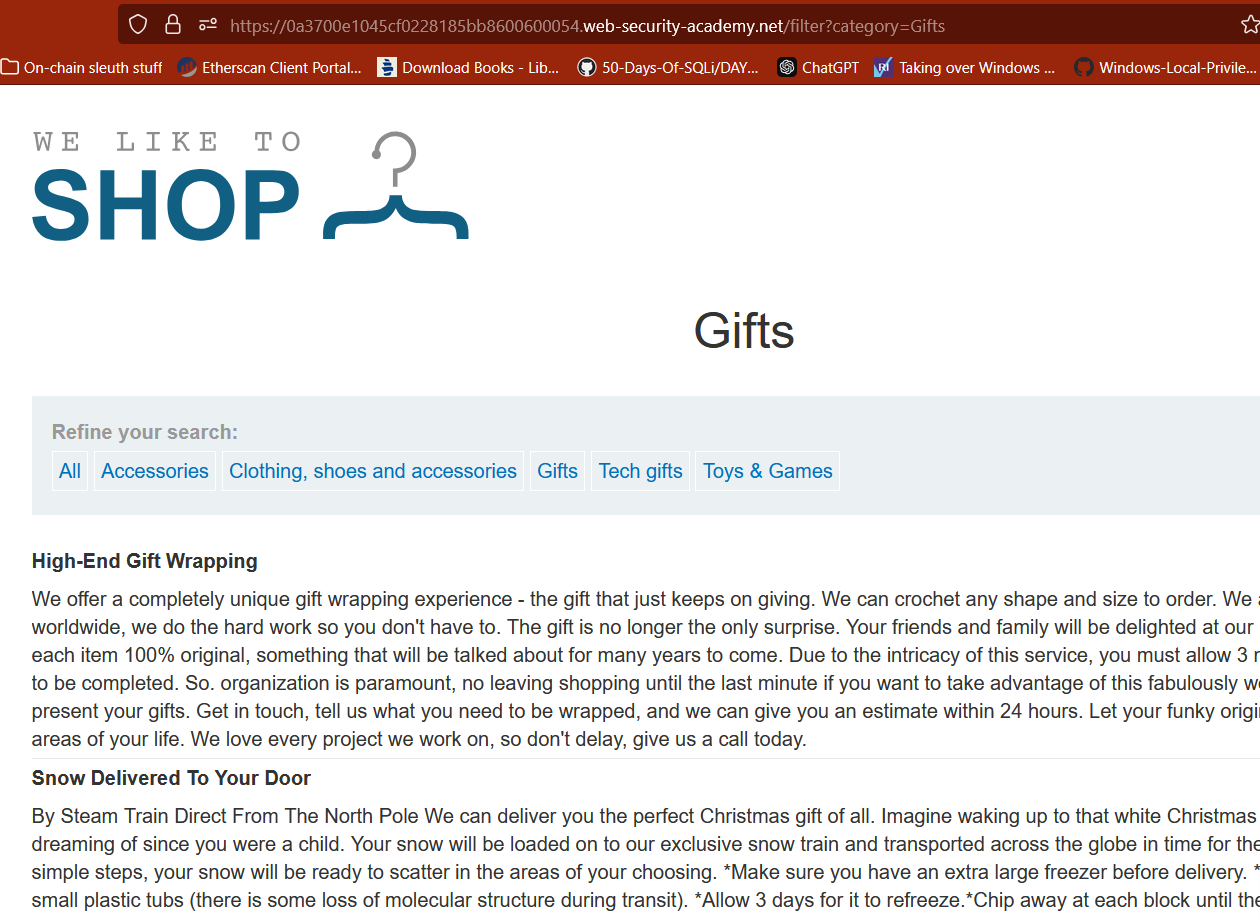 https://0a3700e1045cf0228185bb8600600054.web-security-academy.net/filter?category=Gifts
On-chain sleuth stuff Etherscan Client Portal... Download Books - Lib... 50-Days-Of-SQLi/DAY... ChatGPT Taking over Windows ... Windows-Local-Privile...
WE LIKE TO
SHOP
Gifts
Refine your search:
All Accessories Clothing, shoes and accessories Gifts Tech gifts Toys & Games
High-End Gift Wrapping
We offer a completely unique gift wrapping experience - the gift that just keeps on giving. We can crochet any shape and size to order. We
worldwide, we do the hard work so you don't have to. The gift is no longer the only surprise. Your friends and family will be delighted at our
each item 100% original, something that will be talked about for many years to come. Due to the intricacy of this service, you must allow 3
to be completed. So. organization is paramount, no leaving shopping until the last minute if you want to take advantage of this fabulously
present your gifts. Get in touch, tell us what you need to be wrapped, and we can give you an estimate within 24 hours. Let your funky
areas of your life. We love every project we work on, so don't delay, give us a call today.
Snow Delivered To Your Door
By Steam Train Direct From The North Pole We can deliver you the perfect Christmas gift of all. Imagine waking up to that white Christmas
dreaming of since you were a child. Your snow will be loaded on to our exclusive snow train and transported across the globe in time for the
simple steps, your snow will be ready to scatter in the areas of your choosing. *Make sure you have an extra large freezer before delivery. *
small plastic tubs (there is some loss of molecular structure during transit). *Allow 3 days for it to refreeze.*Chip away at each block until the